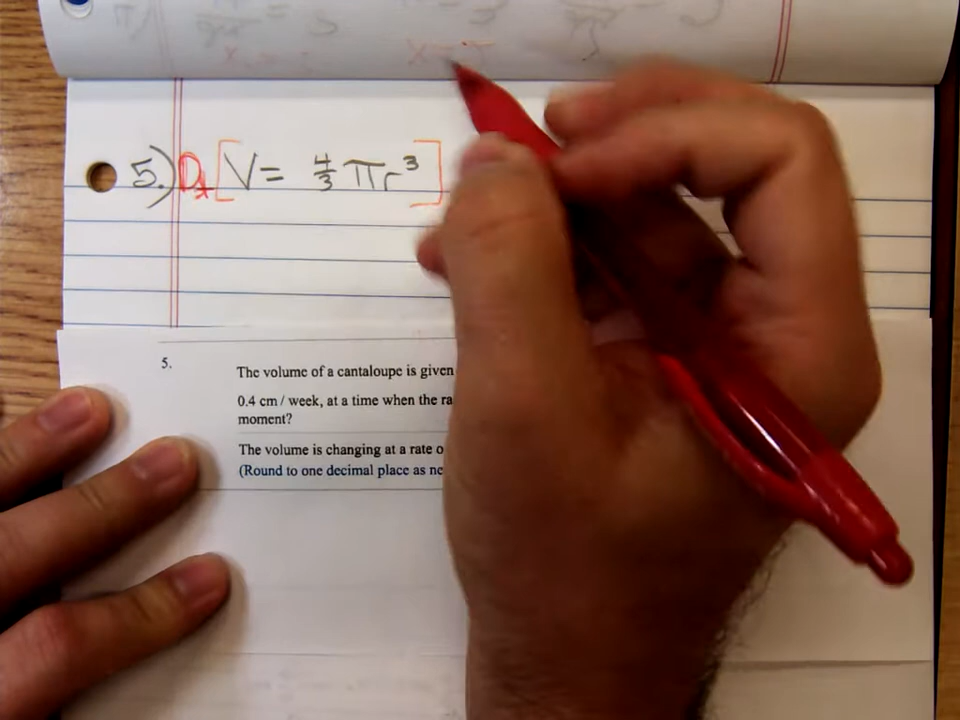 5.) Dₜ [V = 4/3 πr³]
5.
The volume of a cantaloupe is given
0.4 cm / week, at a time when the ra
moment?
The volume is changing at a rate o
(Round to one decimal place as ne